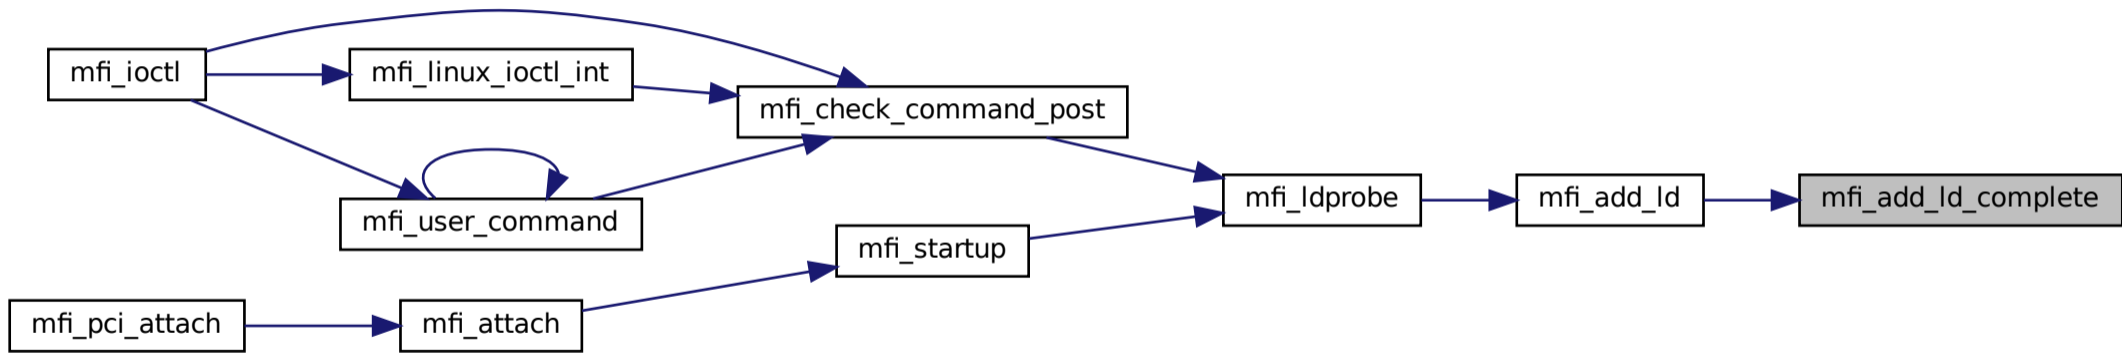 mfi_ioctl
mfi_linux_ioctl_int
mfi_check_command_post
mfi_user_command
mfi_ldprobe
mfi_add_ld
mfi_add_ld_complete
mfi_startup
mfi_pci_attach
mfi_attach